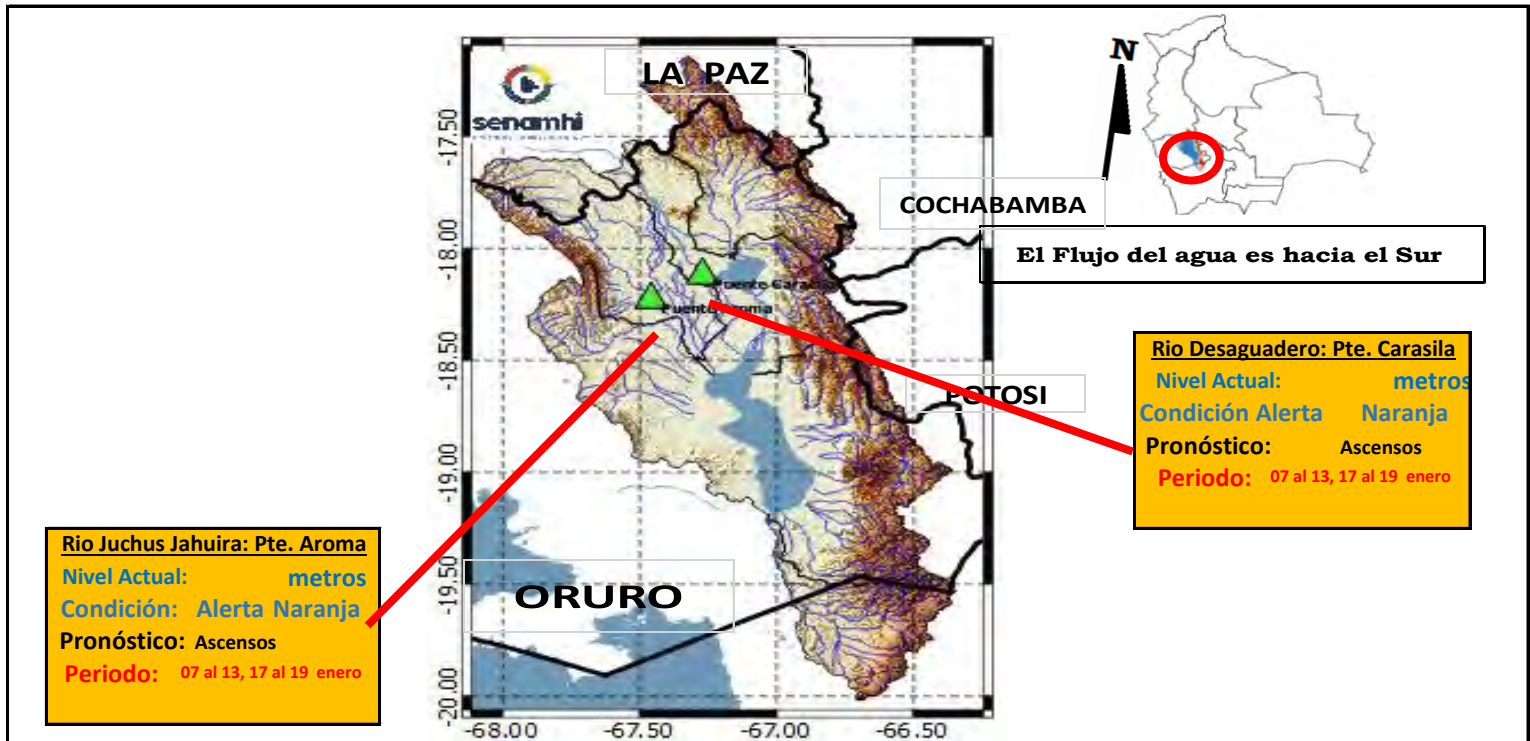 LA PAZ
senamhi
N
COCHABAMBA
El Flujo del agua es hacia el Sur
Puente
Puente
POTOSI
Rio Desaguadero: Pte. Carasila
Nivel Actual: metros
Condición Alerta Naranja
Pronóstico: Ascensos
Periodo: 07 al 13, 17 al 19 enero
Rio Juchus Jahuira: Pte. Aroma
Nivel Actual: metros
Condición: Alerta Naranja
Pronóstico: Ascensos
Periodo: 07 al 13, 17 al 19 enero
ORURO
-17.50
-18.00
-18.50
-19.00
-19.50
-20.00
-68.00 -67.50 -67.00 -66.50